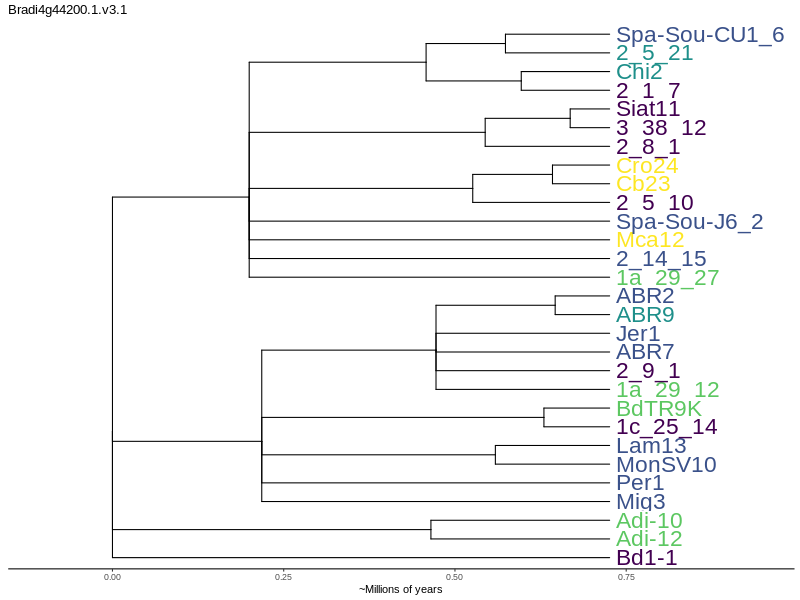 Bradi4g44200.1.v3.1
Spa-Sou-CU1_6
2_5_21
Chi2
2_1_7
Siat11
3_38_12
2_8_1
Cro24
Cb23
2_5_10
Spa-Sou-J6_2
Mca12
2_14_15
1a_29_27
ABR2
ABR9
Jer1
ABR7
2_9_1
1a_29_12
BdTR9K
1c_25_14
Lam13
MonSV10
Per1
Mig3
Adi-10
Adi-12
Bd1-1
0.00 0.25 0.50 0.75
~Millions of years